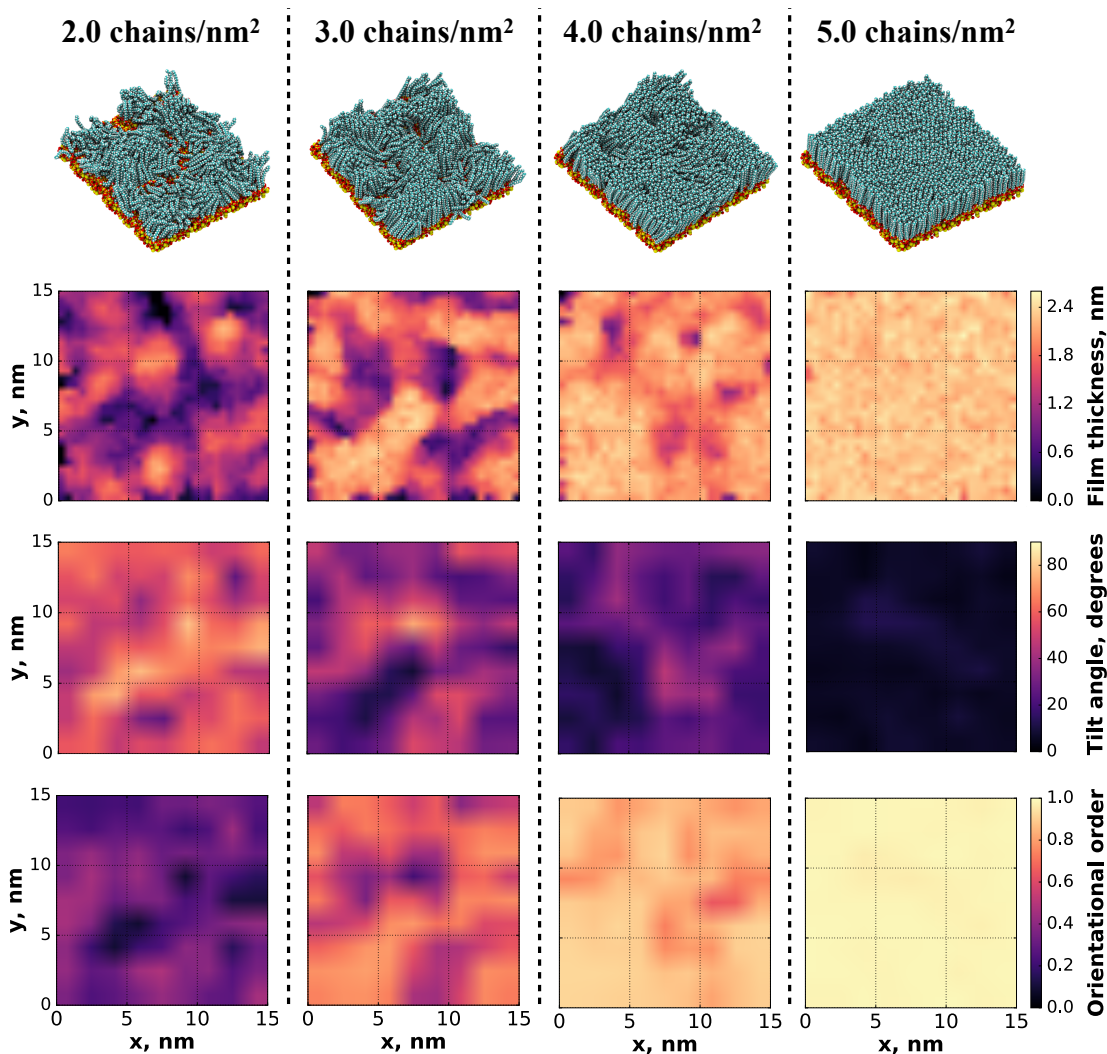 2.0 chains/nm²
3.0 chains/nm²
4.0 chains/nm²
5.0 chains/nm²
15
10
5
0
y, nm
2.4
1.8
1.2
0.6
0.0
Film thickness, nm
15
10
5
0
y, nm
80
60
40
20
0
Tilt angle, degrees
15
10
5
0
y, nm
1.0
0.8
0.6
0.4
0.2
0.0
Orientational order
0 5 10 15
0 5 10 15
0 5 10 15
0 5 10 15
x, nm
x, nm
x, nm
x, nm